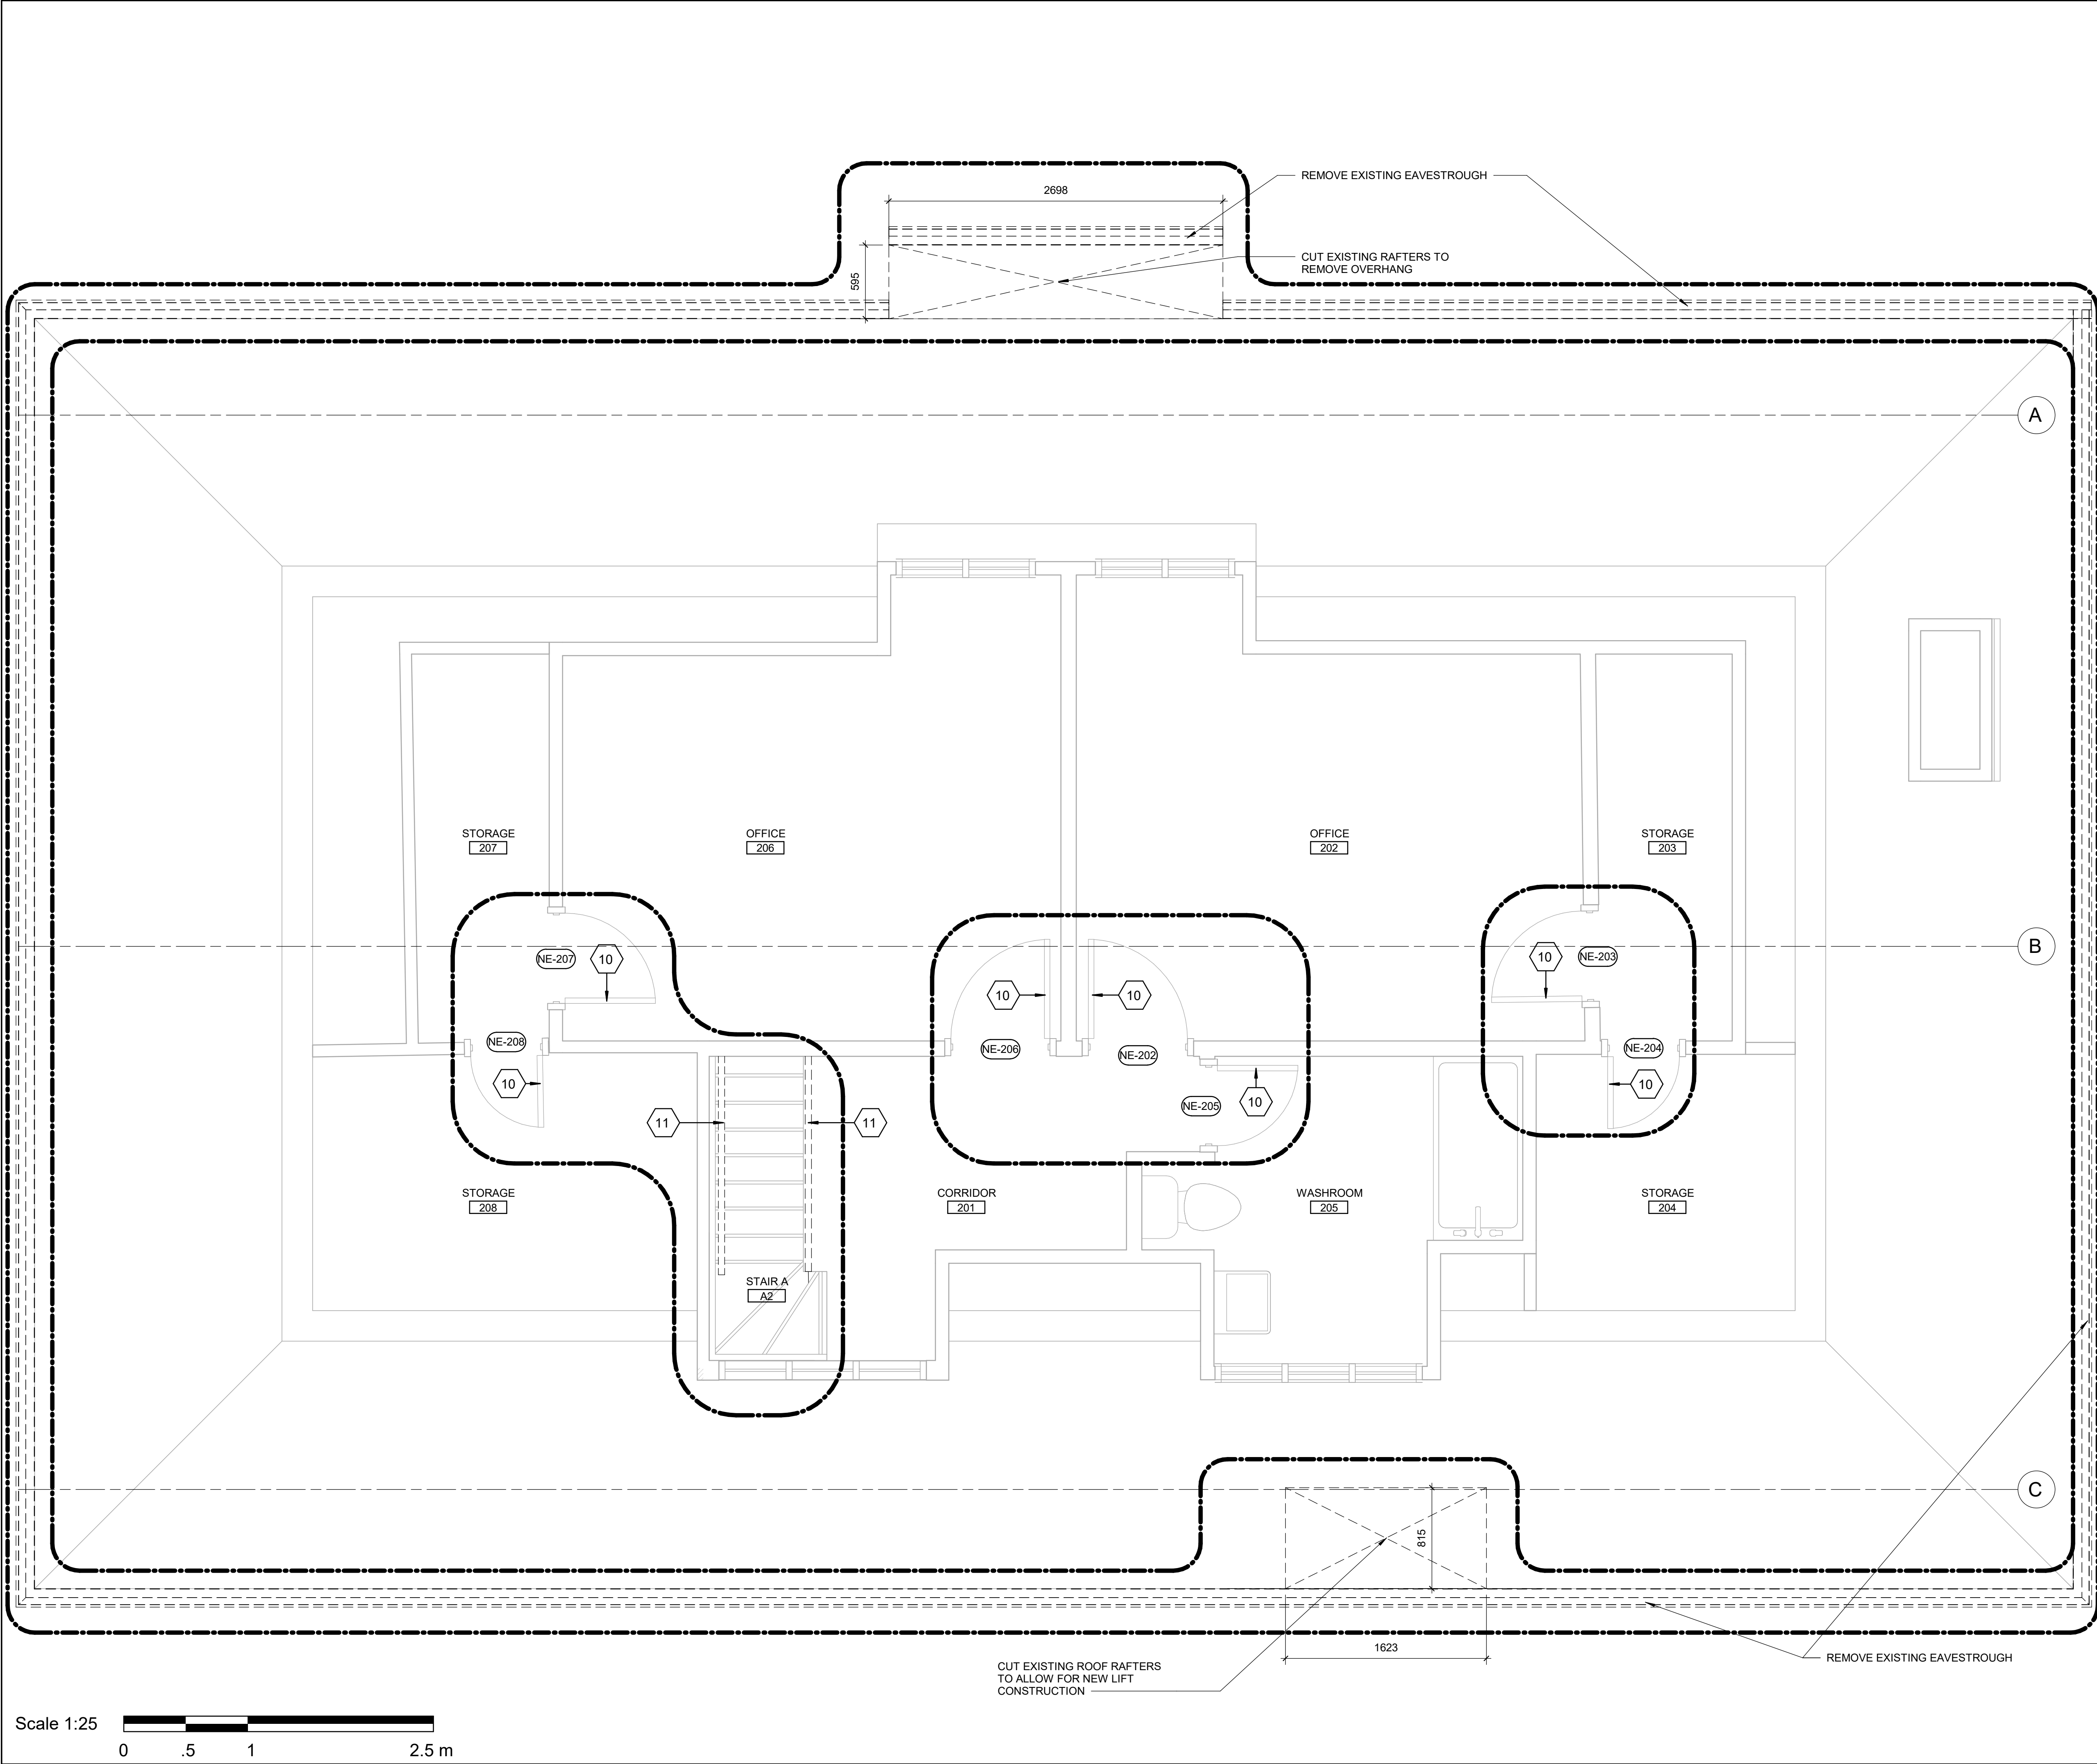 2698
REMOVE EXISTING EAVESTROUGH
595
CUT EXISTING RAFTERS TO
REMOVE OVERHANG
A
STORAGE
207
OFFICE
206
OFFICE
202
STORAGE
203
B
NE-207
10
10
NE-203
10
10
NE-208
NE-206
NE-202
NE-204
10
10
10
NE-205
11
11
STORAGE
208
CORRIDOR
201
WASHROOM
205
STORAGE
204
STAIR A
A2
C
815
1623
CUT EXISTING ROOF RAFTERS
TO ALLOW FOR NEW LIFT
CONSTRUCTION
REMOVE EXISTING EAVESTROUGH
Scale 1:25
0 .5 1 2.5 m